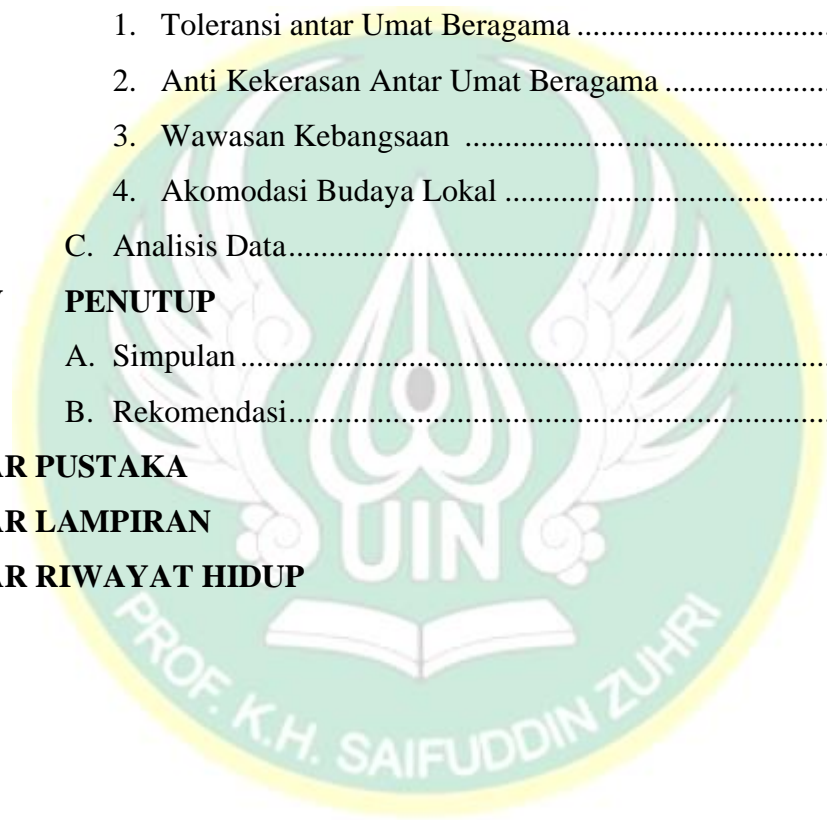 1. Toleransi antar Umat Beragama ................................
2. Anti Kekerasan Antar Umat Beragama .....................
3. Wawasan Kebangsaan ..............................................
4. Akomodasi Budaya Lokal .........................................
C. Analisis Data....................................................................
V PENUTUP
A. Simpulan..........................................................................
B. Rekomendasi....................................................................
AR PUSTAKA
AR LAMPIRAN
AR RIWAYAT HIDUP
UIN
PROF. K.H. SAIFUDDIN ZUHRI